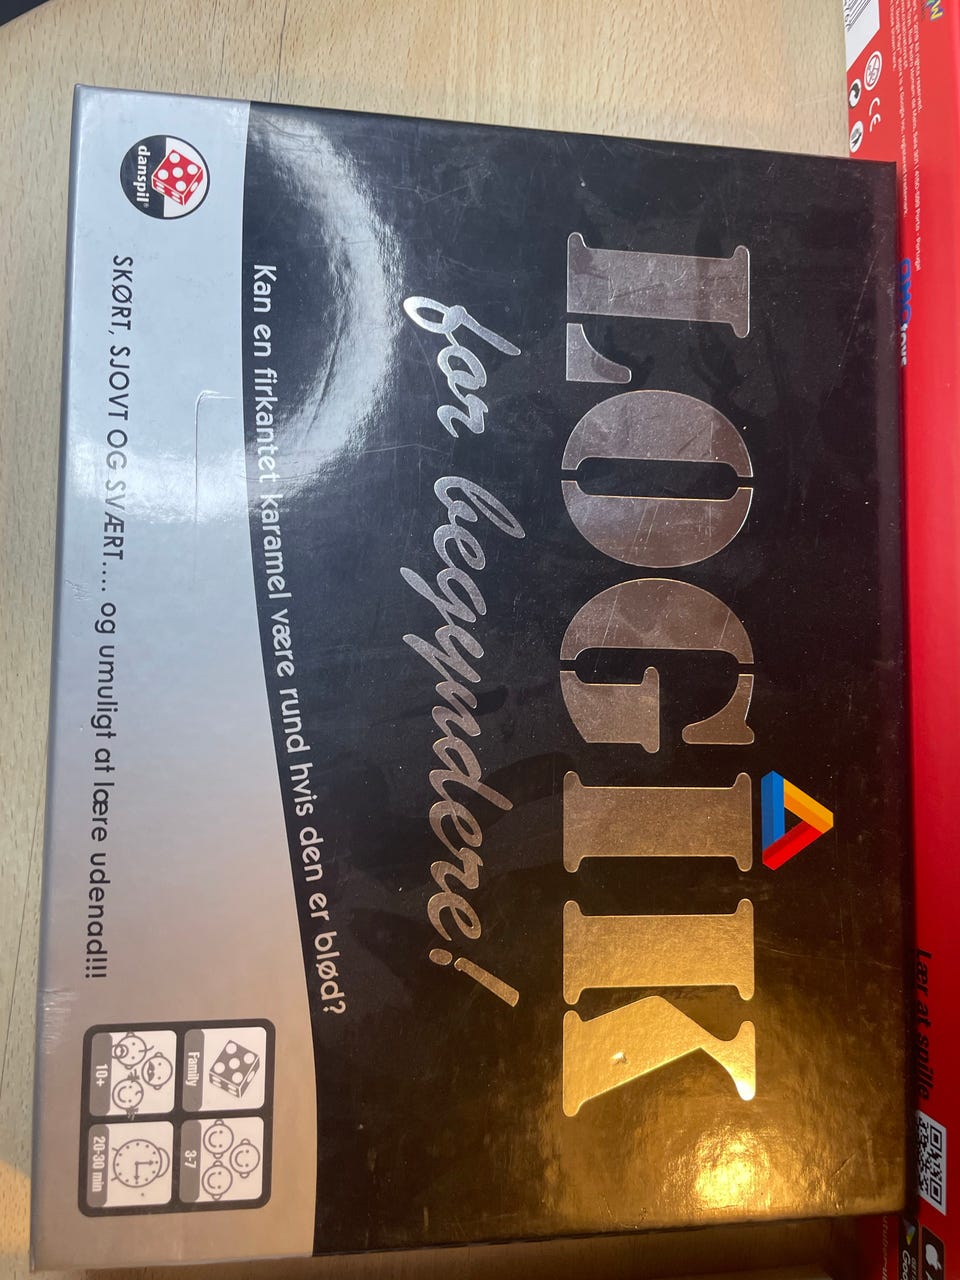 LOGIK
for begyndere!
Kan en firkantet karamel være rund hvis den er blød?
SKØRT, SJOVT OG SVÆRT.... og umuligt at lære udenad!!!
danspil®
Family
3-7
10+
20-30 min
Lær at spille
CE